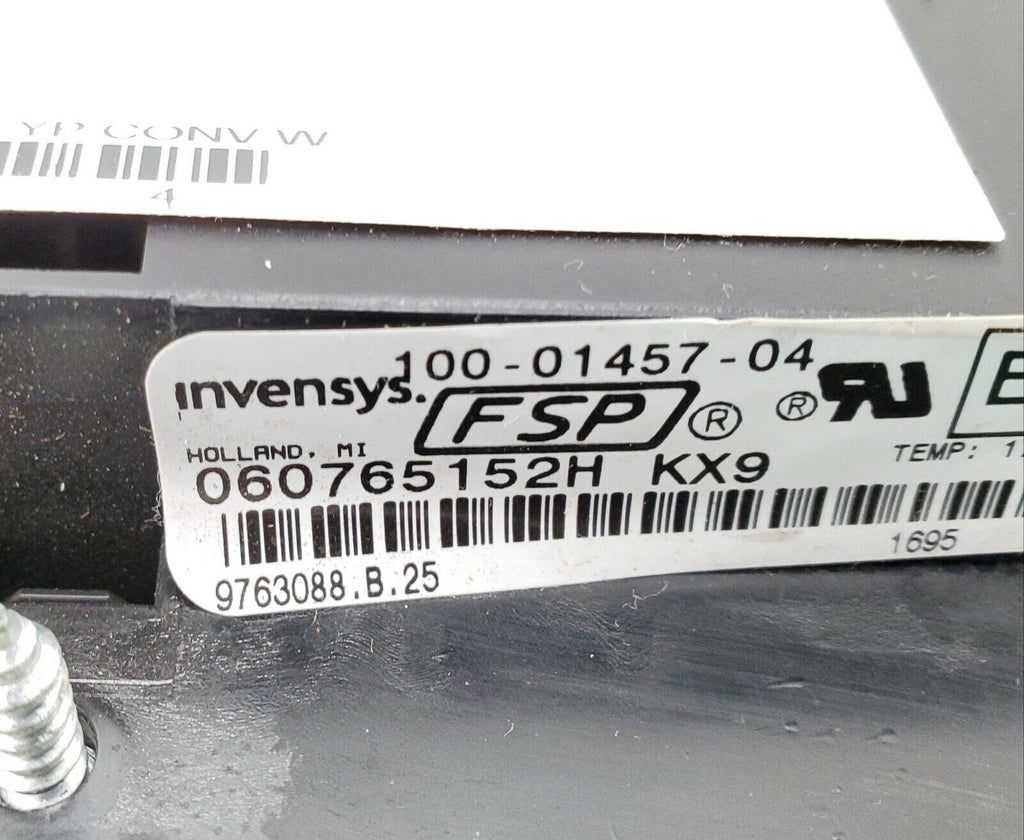 YP CONV W
4
100-01457-04
invensys.
FSP ® ®
HOLLAND, MI
TEMP:
060765152H KX9
1695
9763088.B.25